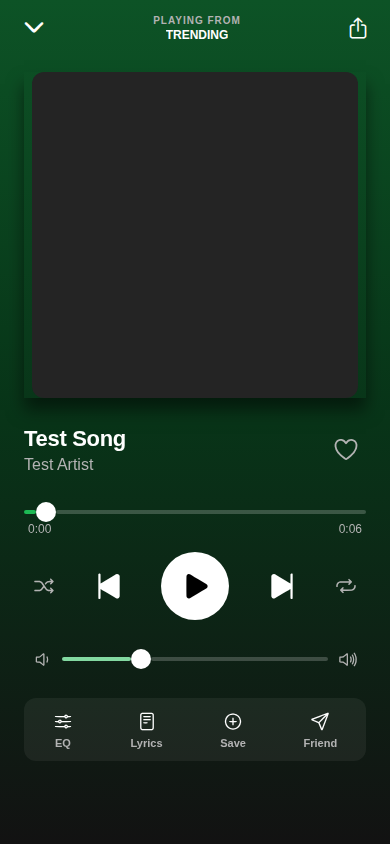 PLAYING FROM
TRENDING
Test Song
Test Artist
0:00 0:06
EQ Lyrics Save Friend